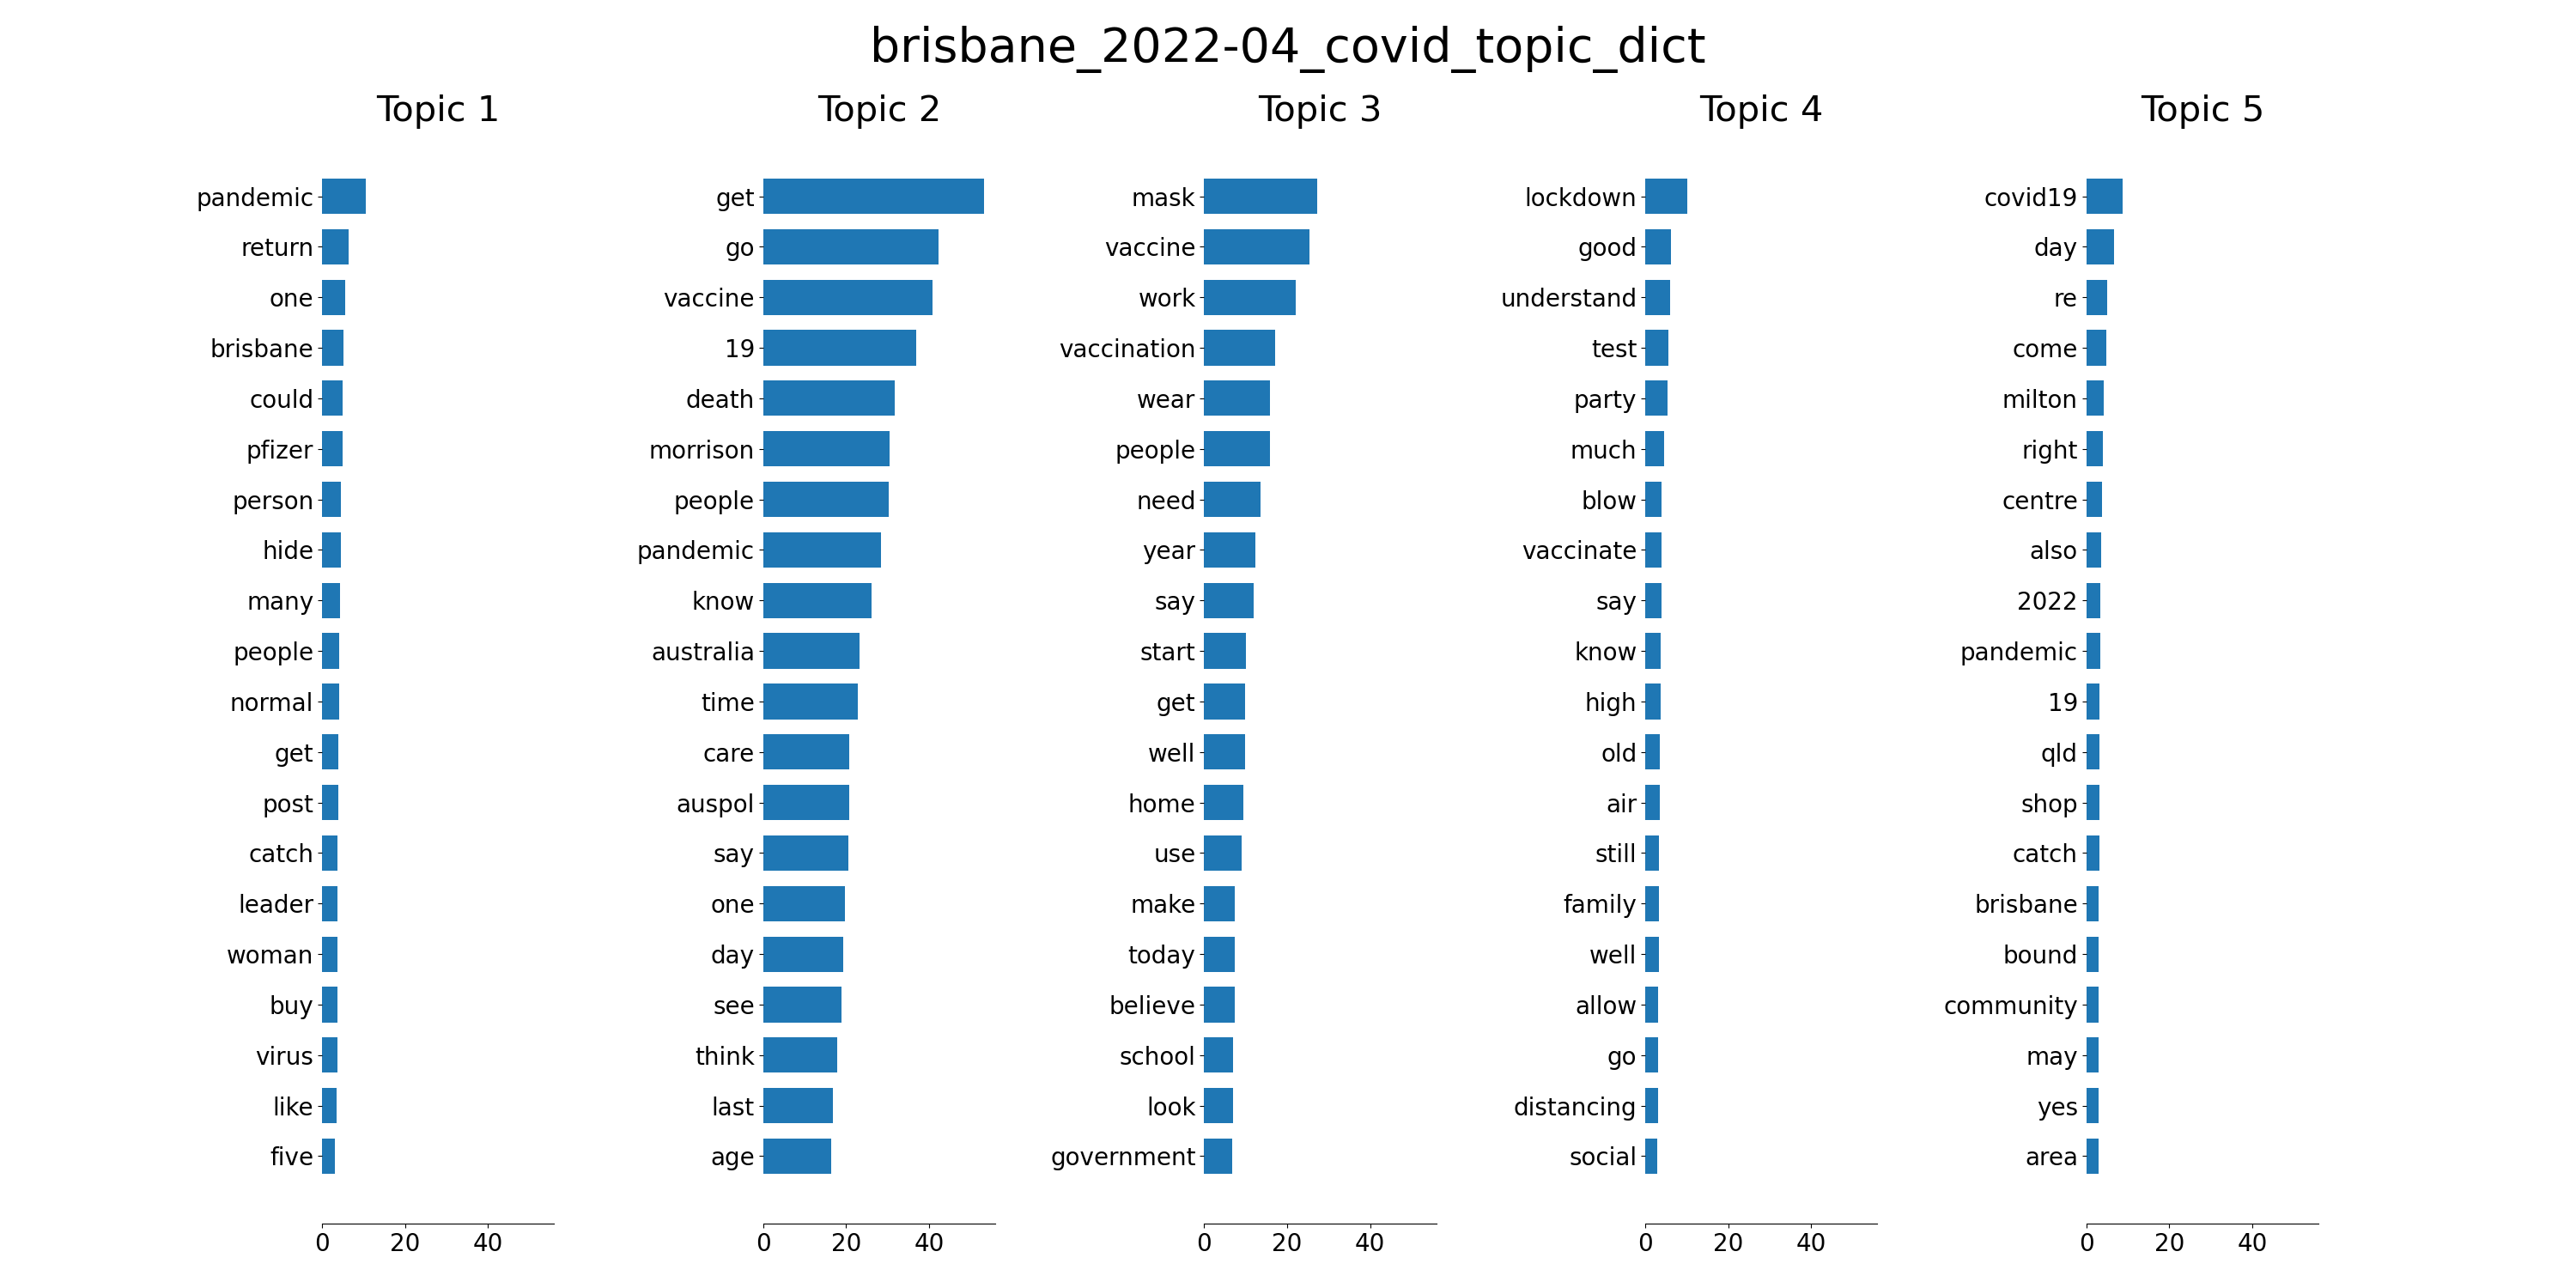 brisbane_2022-04_covid_topic_dict
Topic 1
pandemic
return
one
brisbane
could
pfizer
person
hide
many
people
normal
get
post
catch
leader
woman
buy
virus
like
five
0 20 40
Topic 2
get
go
vaccine
19
death
morrison
people
pandemic
know
australia
time
care
auspol
say
one
day
see
think
last
age
0 20 40
Topic 3
mask
vaccine
work
vaccination
wear
people
need
year
say
start
get
well
home
use
make
today
believe
school
look
government
0 20 40
Topic 4
lockdown
good
understand
test
party
much
blow
vaccinate
say
know
high
old
air
still
family
well
allow
go
distancing
social
0 20 40
Topic 5
covid19
day
re
come
milton
right
centre
also
2022
pandemic
19
qld
shop
catch
brisbane
bound
community
may
yes
area
0 20 40